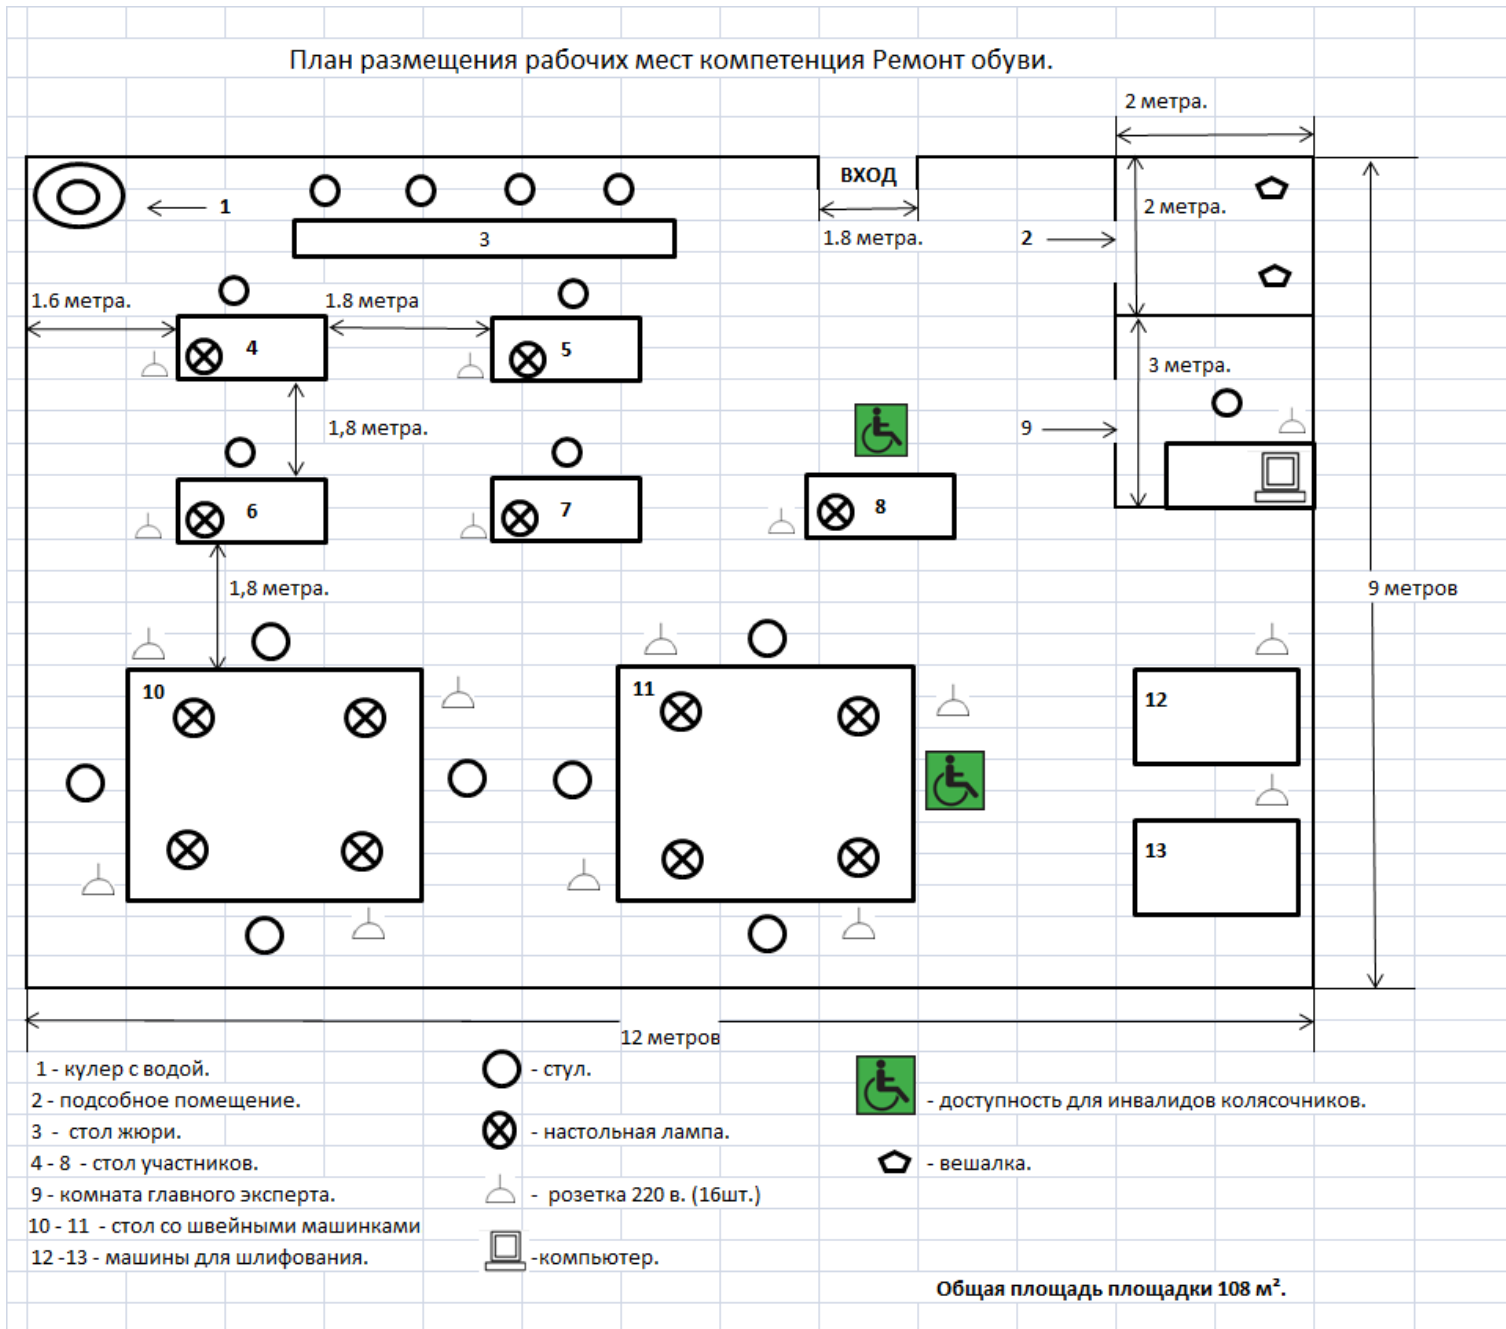 План размещения рабочих мест компетенция Ремонт обуви.
2 метра.
ВХОД
1
2 метра.
3
1.8 метра.
2
1.6 метра.
1.8 метра
4
5
3 метра.
1,8 метра.
9
6
7
8
1,8 метра.
9 метров
10
11
12
13
12 метров
1 - кулер с водой.
- стул.
2 - подсобное помещение.
- доступность для инвалидов колясочников.
3 - стол жюри.
- настольная лампа.
4 - 8 - стол участников.
- вешалка.
9 - комната главного эксперта.
- розетка 220 в. (16шт.)
10 - 11 - стол со швейными машинками
12 -13 - машины для шлифования.
-компьютер.
Общая площадь площадки 108 м².